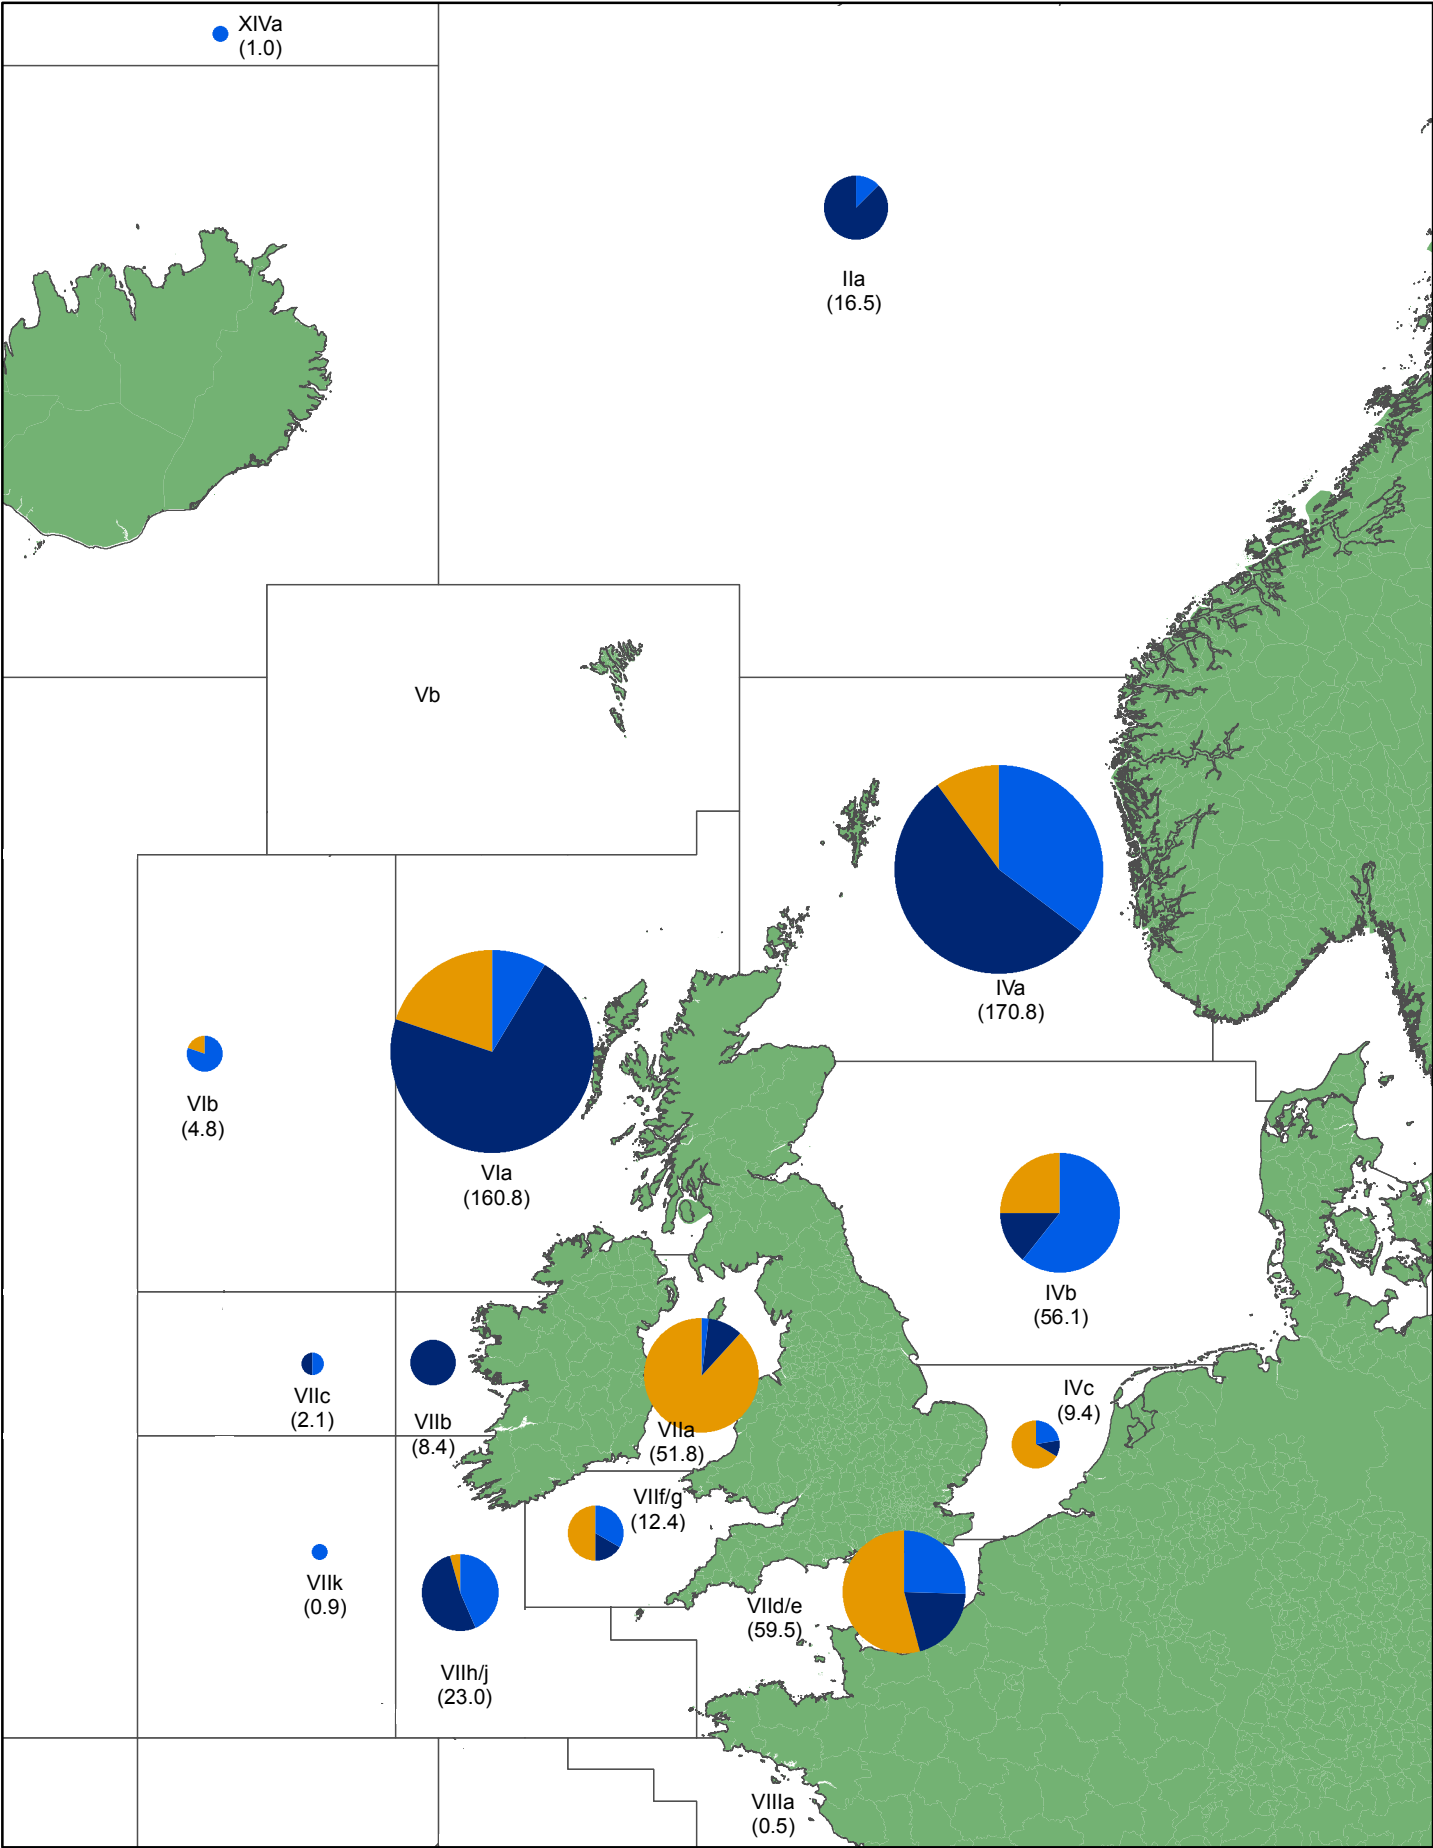 XIVa
(1.0)
IIa
(16.5)
Vb
IVa
(170.8)
VIb
(4.8)
VIa
(160.8)
IVb
(56.1)
VIIc
(2.1)
VIIb
(8.4)
VIIa
(51.8)
IVc
(9.4)
VIIf/g
(12.4)
VIIk
(0.9)
VIId/e
(59.5)
VIIh/j
(23.0)
VIIIa
(0.5)